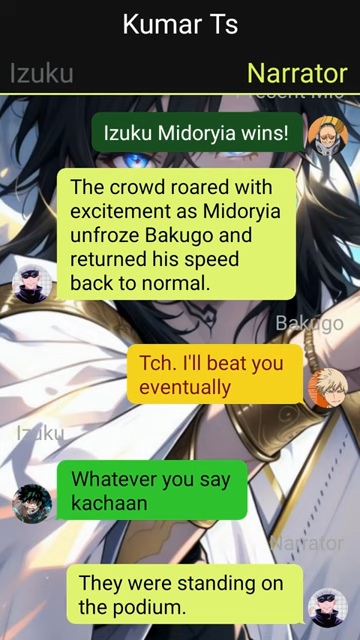 Kumar Ts
Izuku
Narrator
Present Mic
Izuku Midoryia wins!
The crowd roared with
excitement as Midoryia
unfroze Bakugo and
returned his speed
back to normal.
Bakugo
Tch. I'll beat you
eventually
Izuku
Whatever you say
kachaan
Narrator
They were standing on
the podium.